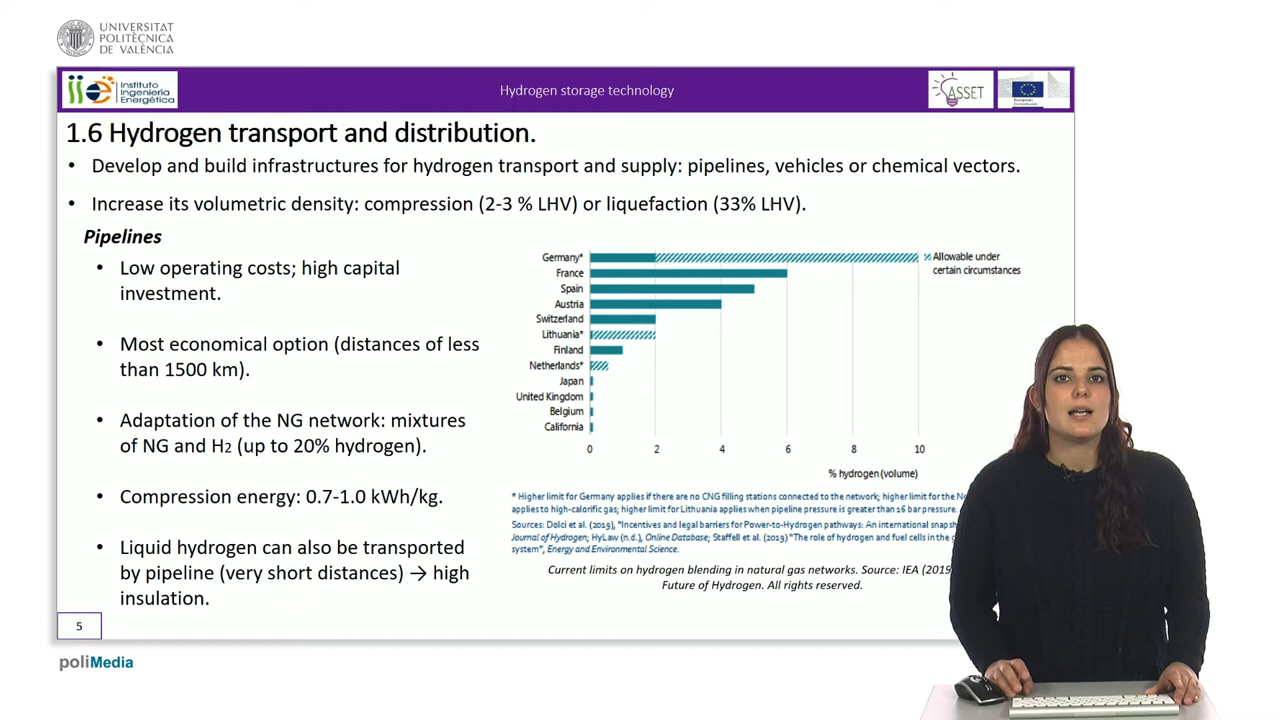 UNIVERSITAT
POLITÈCNICA
DE VALÈNCIA
iie Instituto
Ingeniería
Energética
Hydrogen storage technology
ASSET
European
Commission
1.6 Hydrogen transport and distribution.
• Develop and build infrastructures for hydrogen transport and supply: pipelines, vehicles or chemical vectors.
• Increase its volumetric density: compression (2-3 % LHV) or liquefaction (33% LHV).
Pipelines
• Low operating costs; high capital
investment.
• Most economical option (distances of less
than 1500 km).
• Adaptation of the NG network: mixtures
of NG and H2 (up to 20% hydrogen).
• Compression energy: 0.7-1.0 kWh/kg.
• Liquid hydrogen can also be transported
by pipeline (very short distances) → high
insulation.
Germany*
France
Spain
Austria
Switzerland
Lithuania*
Finland
Netherlands*
Japan
United Kingdom
Belgium
California
0 2 4 6 8 10
% hydrogen (volume)
Allowable under
certain circumstances
* Higher limit for Germany applies if there are no CNG filling stations connected to the network; higher limit for the
applies to high-calorific gas; higher limit for Lithuania applies when pipeline pressure is greater than 16 bar pressure.
Sources: Dolci et al. (2019), "Incentives and legal barriers for Power-to-Hydrogen pathways: An international
Journal of Hydrogen; HyLaw (n.d.), Online Database; Staffell et al. (2019) "The role of hydrogen and fuel cells in the
system", Energy and Environmental Science.
Current limits on hydrogen blending in natural gas networks. Source: IEA (2019
Future of Hydrogen. All rights reserved.
5
poliMedia